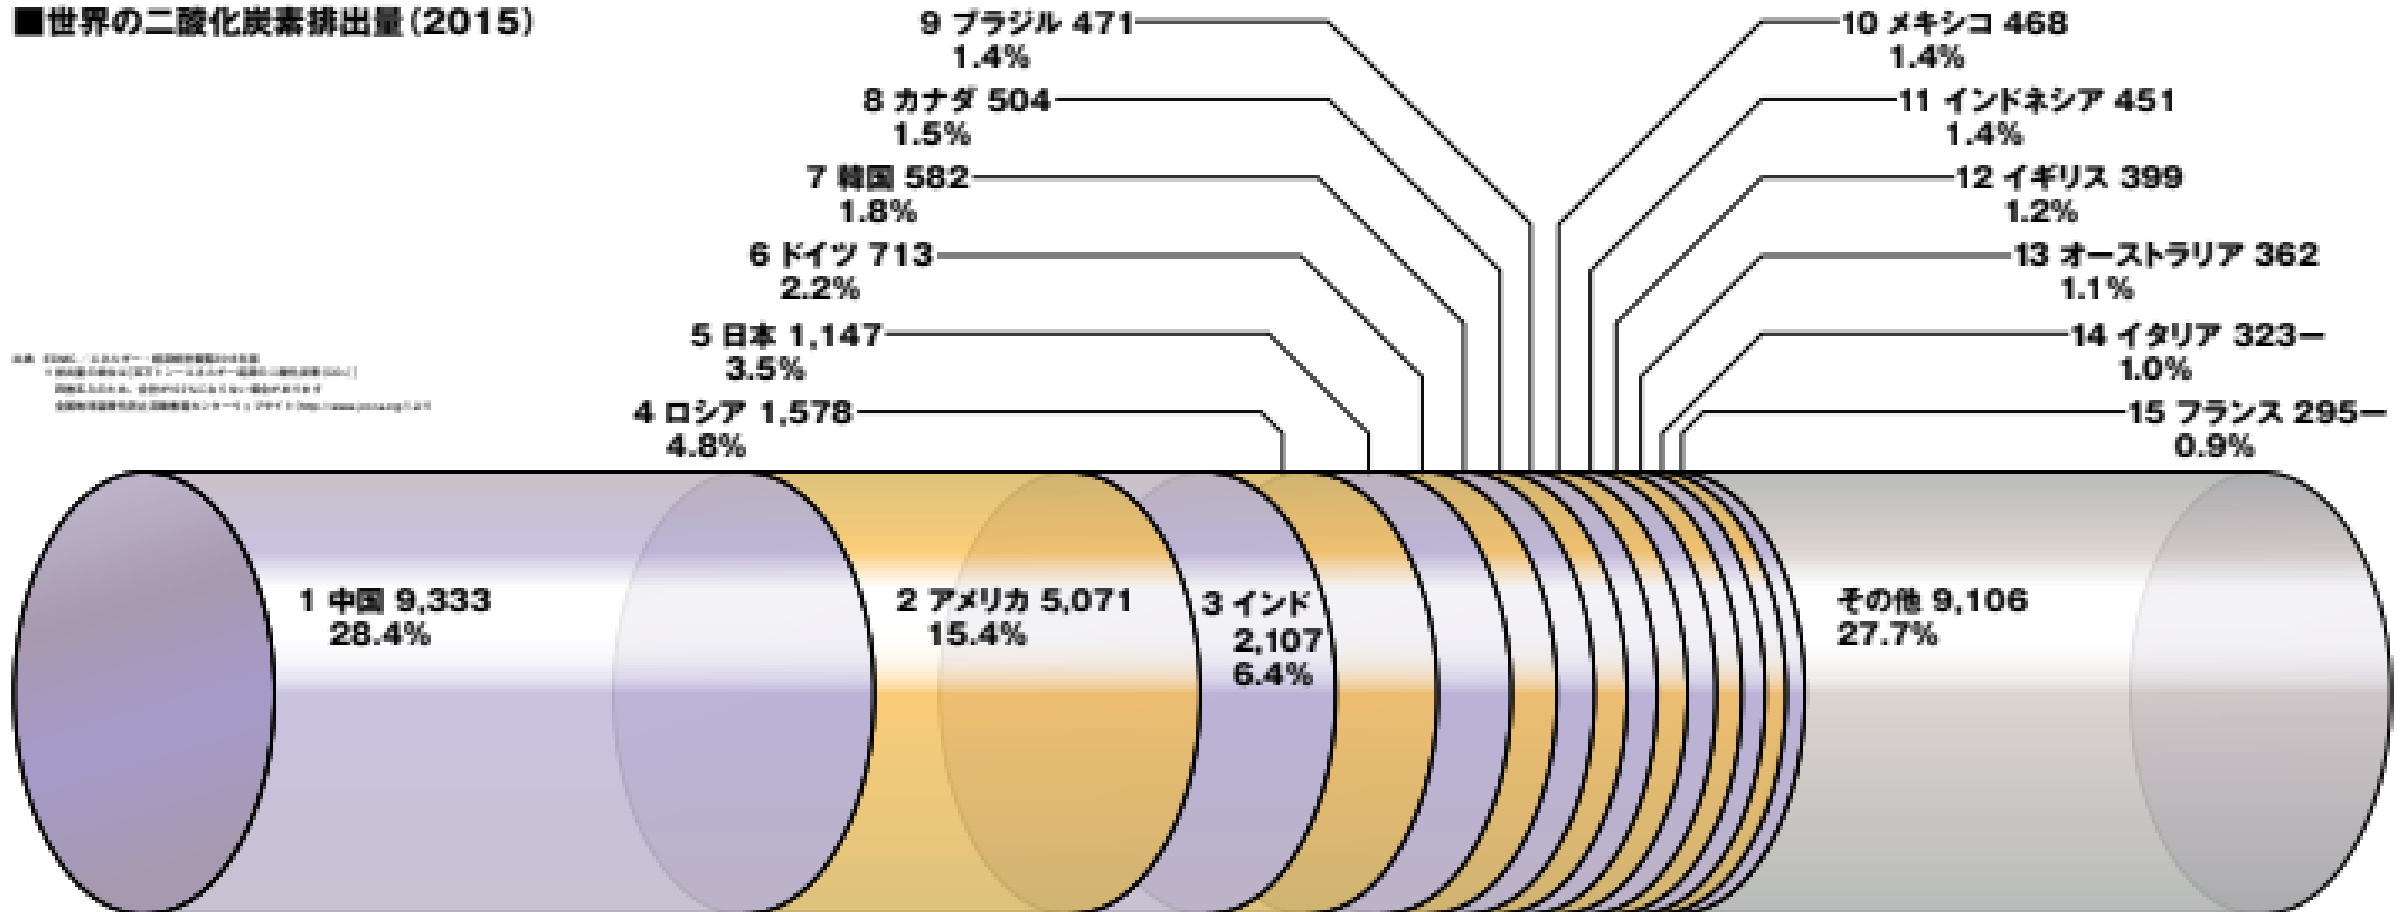 ■世界の二酸化炭素排出量（2015）
9 ブラジル 471
1.4%
8 カナダ 504
1.5%
7 韓国 582
1.8%
6 ドイツ 713
2.2%
5 日本 1,147
3.5%
4 ロシア 1,578
4.8%
10 メキシコ 468
1.4%
11 インドネシア 451
1.4%
12 イギリス 399
1.2%
13 オーストラリア 362
1.1%
14 イタリア 323
1.0%
15 フランス 295
0.9%
1 中国 9,333
28.4%
2 アメリカ 5,071
15.4%
3 インド
2,107
6.4%
その他 9,106
27.7%